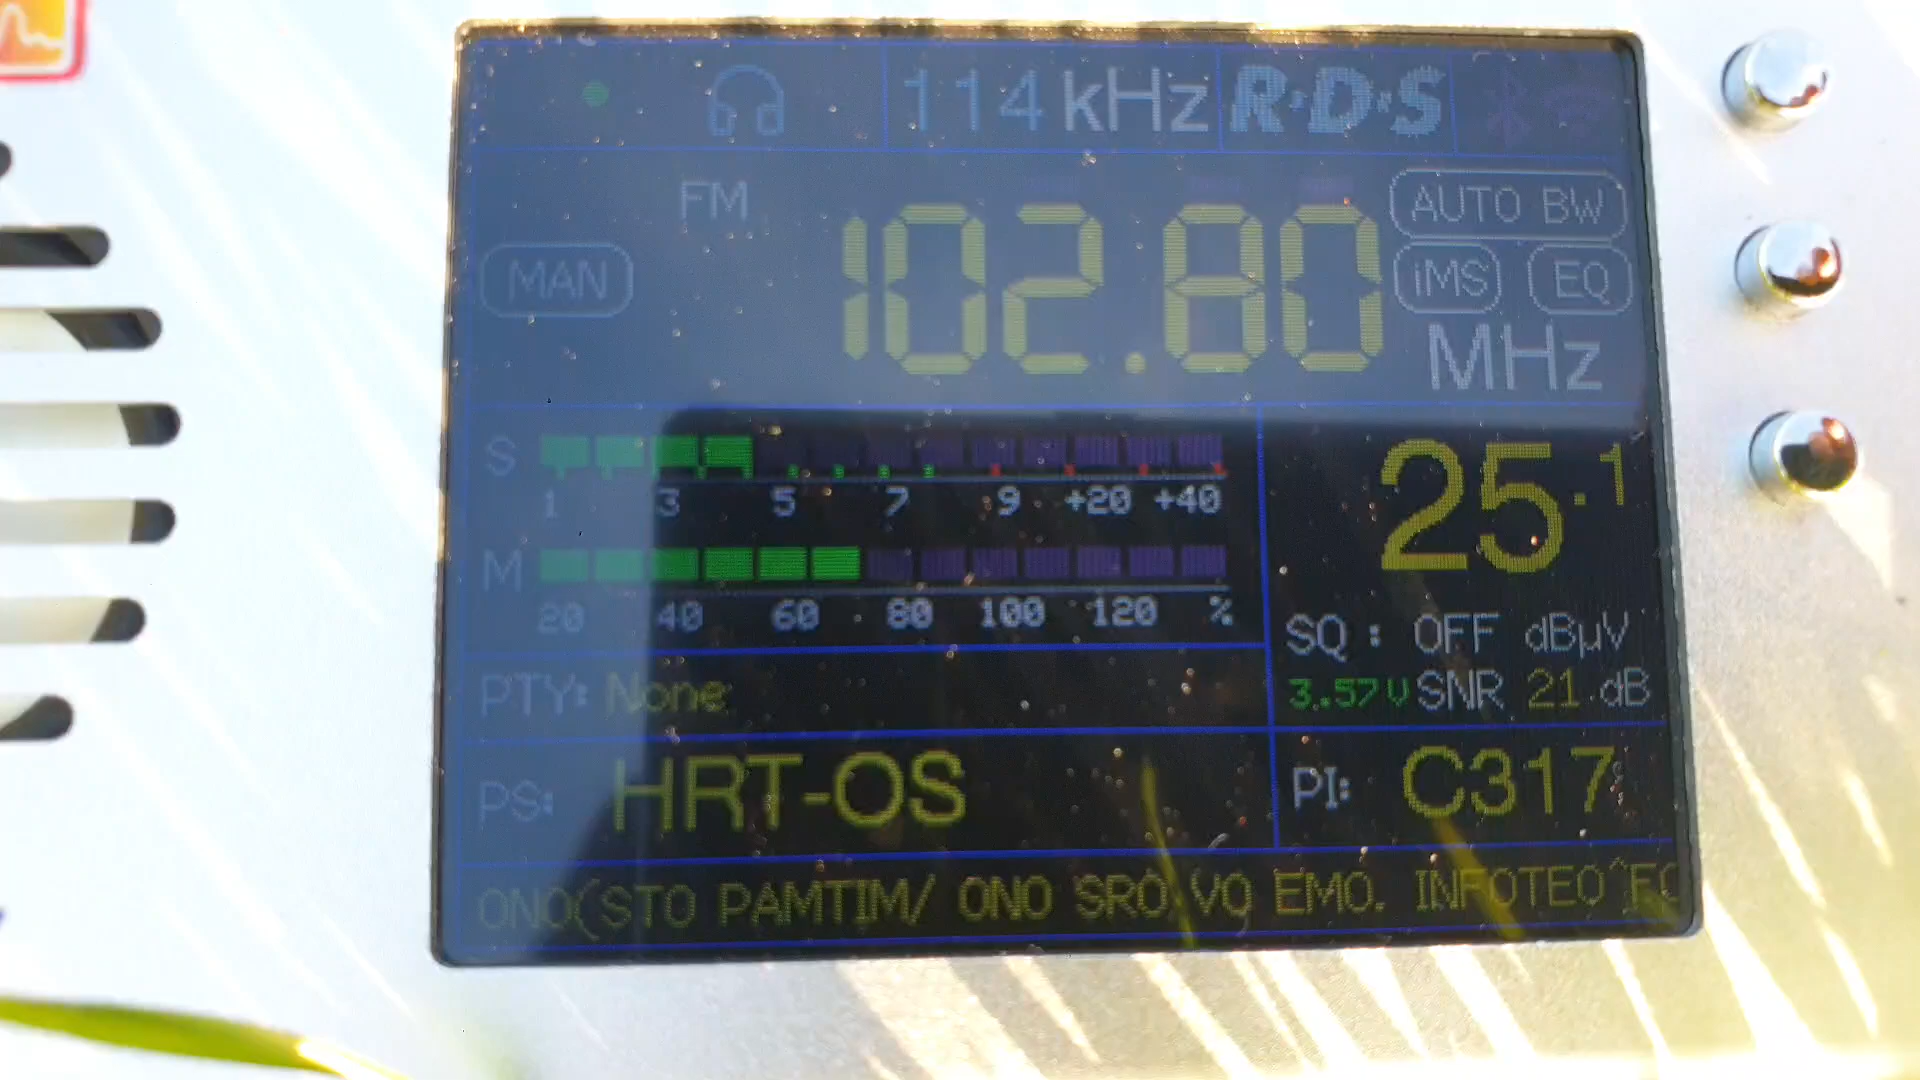 114 kHz R·D·S
FM 102.80 AUTO BW
MAN iMS EQ
MHz
S
1 3 5 7 9 +20 +40
25.1
M
20 40 60 80 100 120 %
SQ : OFF dBµV
3.57V SNR 21 dB
PTY: None
PS: HRT-OS PI: C317
ONO(STO PAMTIM/ ONO SRO VQ EMO. INFOTEO^FC